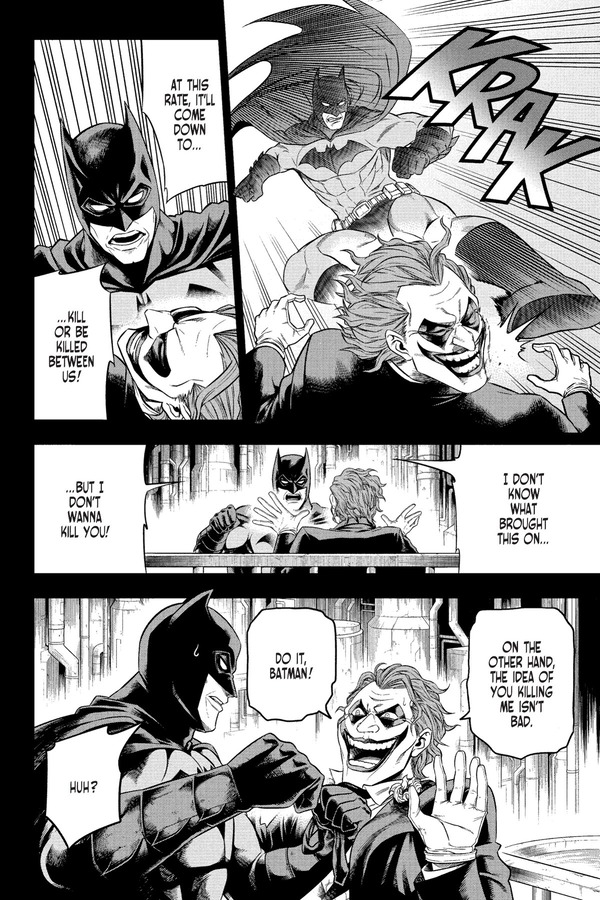 KRAK
AT THIS
RATE, IT'LL
COME
DOWN
TO...
...KILL
OR BE
KILLED
BETWEEN
US!
I DON'T
KNOW
WHAT
BROUGHT
THIS ON...
...BUT I
DON'T
WANNA
KILL YOU!
ON THE
OTHER HAND,
THE IDEA OF
YOU KILLING
ME ISN'T
BAD.
DO IT,
BATMAN!
HUH?